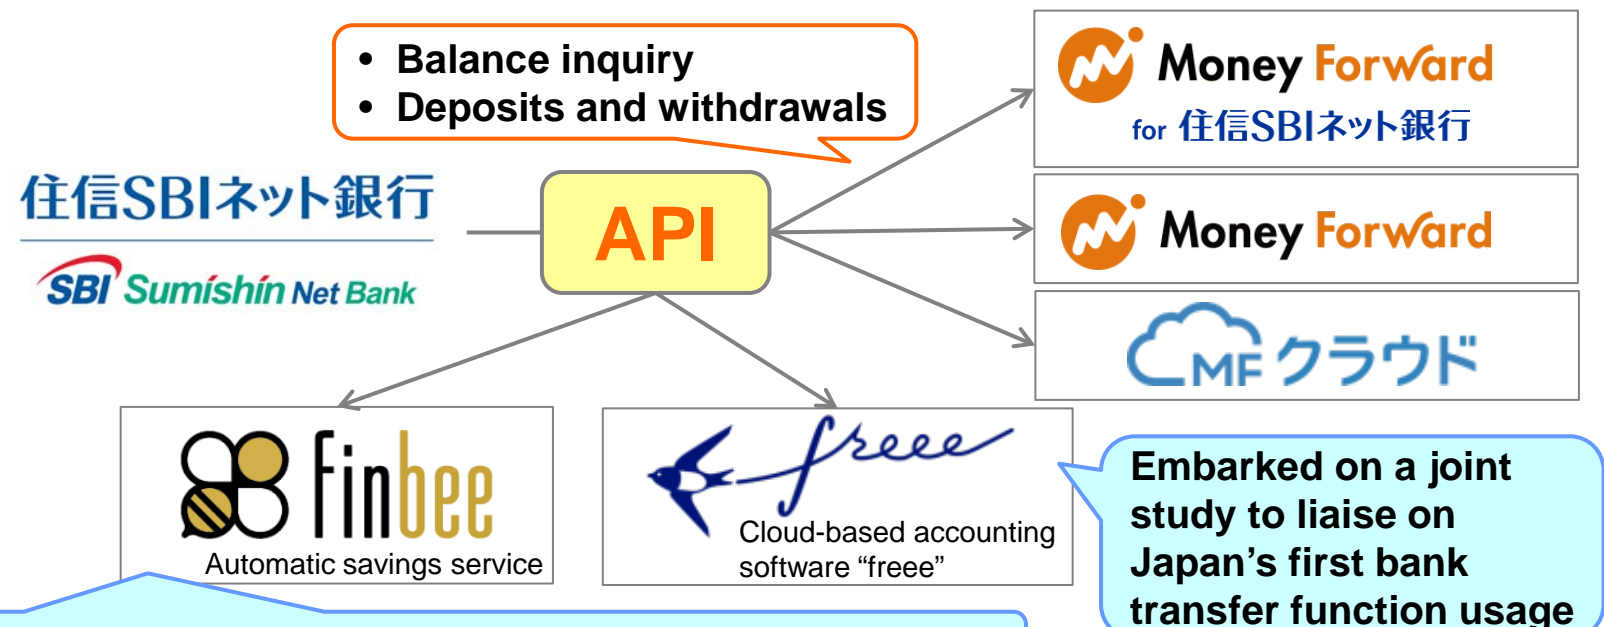 • Balance inquiry
• Deposits and withdrawals
Money Forward
for 住信SBIネット銀行
住信SBIネット銀行
SBI Sumishin Net Bank
API
Money Forward
MFクラウド
finbee
Automatic savings service
freee
Cloud-based accounting
software “freee”
Embarked on a joint
study to liaise on
Japan’s first bank
transfer function usage